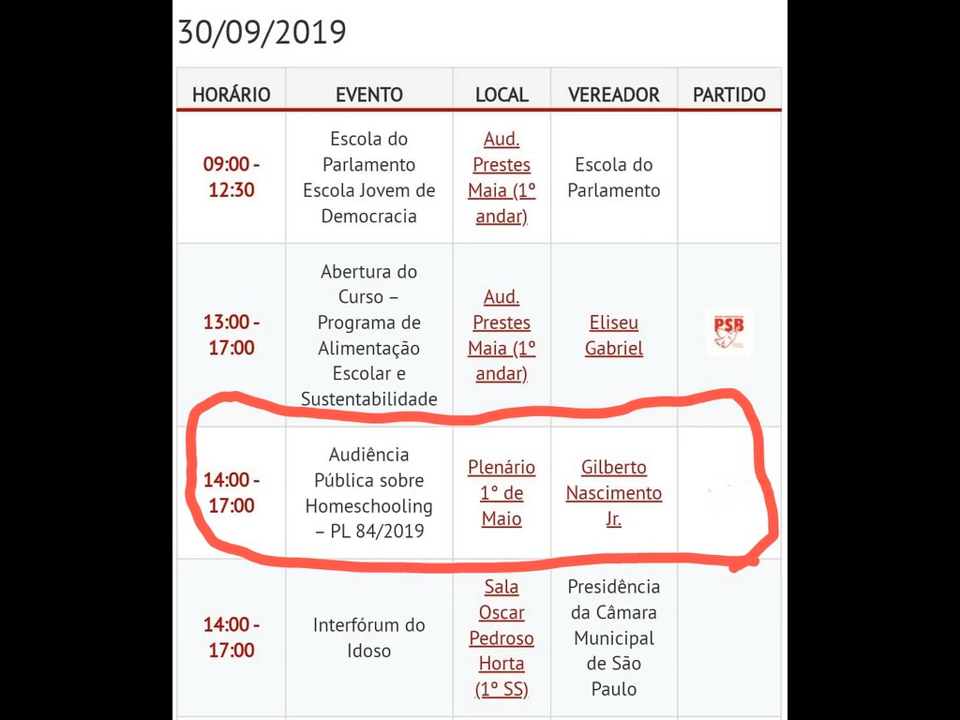 30/09/2019
HORÁRIO EVENTO LOCAL VEREADOR PARTIDO
09:00 -
12:30
Escola do
Parlamento
Escola Jovem de
Democracia
Aud.
Prestes
Maia (1º
andar)
Escola do
Parlamento
13:00 -
17:00
Abertura do
Curso –
Programa de
Alimentação
Escolar e
Sustentabilidade
Aud.
Prestes
Maia (1º
andar)
Eliseu
Gabriel
PSB
14:00 -
17:00
Audiência
Pública sobre
Homeschooling
– PL 84/2019
Plenário
1º de
Maio
Gilberto
Nascimento
Jr.
14:00 -
17:00
Interfórum do
Idoso
Sala
Oscar
Pedroso
Horta
(1º SS)
Presidência
da Câmara
Municipal
de São
Paulo